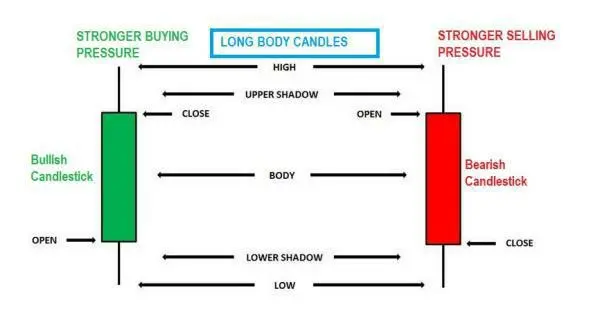 STRONGER BUYING
PRESSURE
LONG BODY CANDLES
STRONGER SELLING
PRESSURE
HIGH
UPPER SHADOW
CLOSE
OPEN
Bullish
Candlestick
BODY
Bearish
Candlestick
OPEN
CLOSE
LOWER SHADOW
LOW